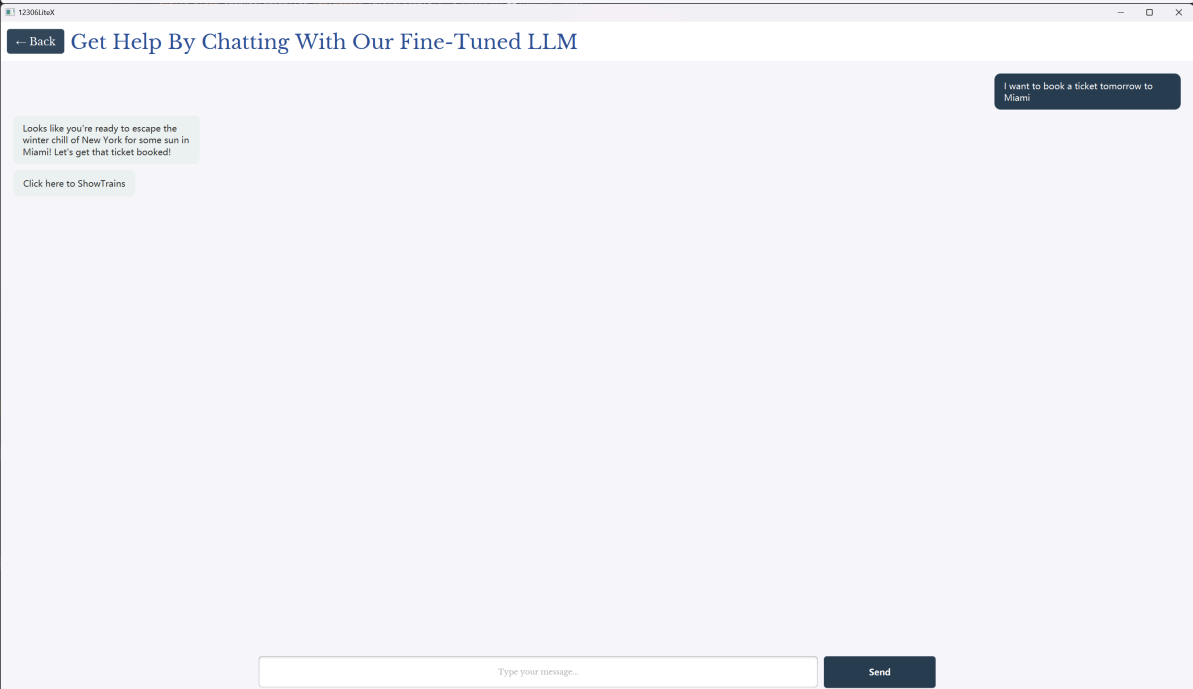 12306LiteX
← Back
Get Help By Chatting With Our Fine-Tuned LLM
I want to book a ticket tomorrow to
Miami
Looks like you're ready to escape the
winter chill of New York for some sun in
Miami! Let's get that ticket booked!
Click here to ShowTrains
Type your message...
Send